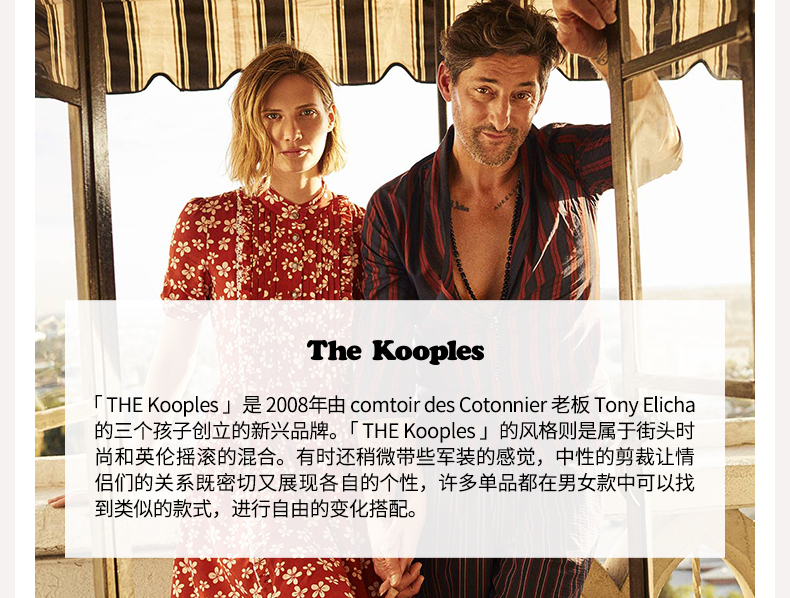 The Kooples
「 THE Kooples 」是 2008年由 comtoir des Cotonnier 老板 Tony Elicha
的三个孩子创立的新兴品牌。「 THE Kooples 」的风格则是属于街头时
尚和英伦摇滚的混合。有时还稍微带些军装的感觉，中性的剪裁让情
侣们的关系既密切又展现各自的个性，许多单品都在男女款中可以找
到类似的款式，进行自由的变化搭配。